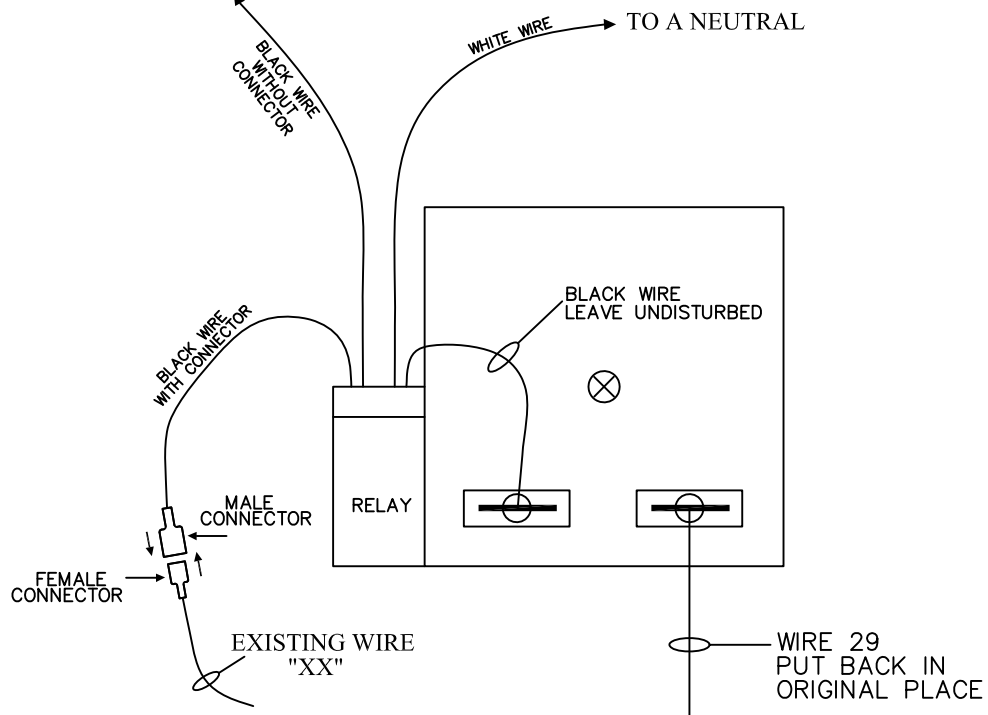 TO A NEUTRAL
WHITE WIRE
BLACK WIRE
WITHOUT
CONNECTOR
BLACK WIRE
LEAVE UNDISTURBED
BLACK WIRE
WITH CONNECTOR
RELAY
MALE
CONNECTOR
FEMALE
CONNECTOR
EXISTING WIRE
"XX"
WIRE 29
PUT BACK IN
ORIGINAL PLACE